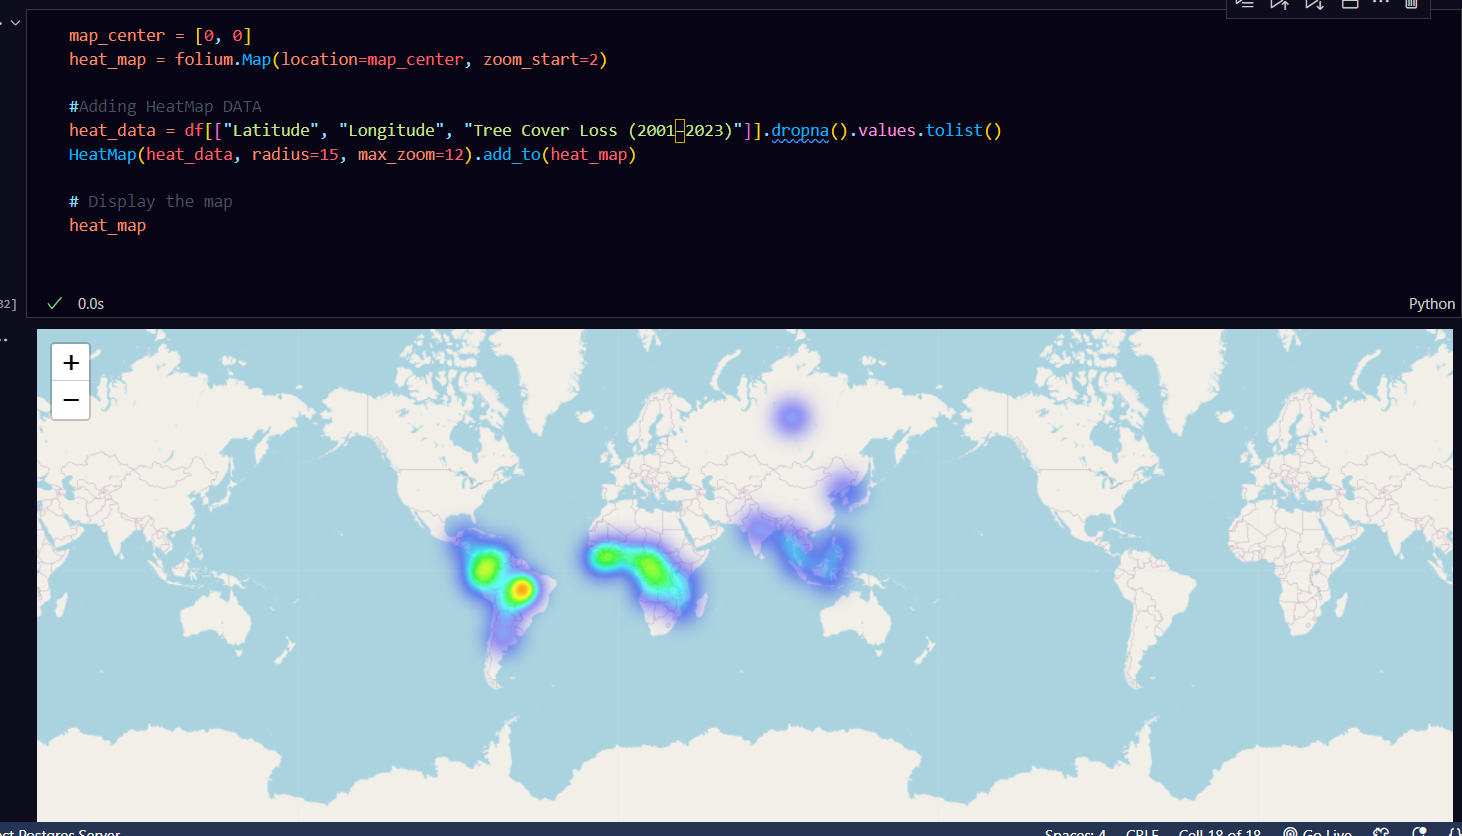 map_center = [0, 0]
heat_map = folium.Map(location=map_center, zoom_start=2)
#Adding HeatMap DATA
heat_data = df[["Latitude", "Longitude", "Tree Cover Loss (2001–2023)"]].dropna().values.tolist()
HeatMap(heat_data, radius=15, max_zoom=12).add_to(heat_map)
# Display the map
heat_map
32]
0.0s
Python
+
−
Postgres Server
Spaces: 4
CRLF
Cell 18 of 18
Go Live